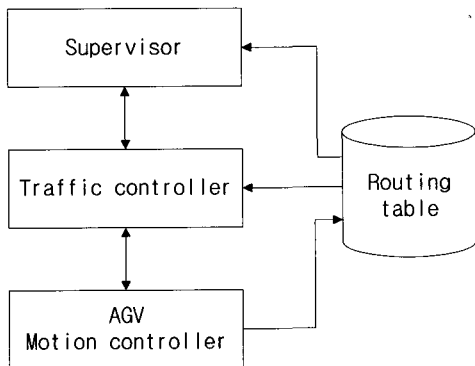 Supervisor
Traffic controller
Routing
table
AGV
Motion controller